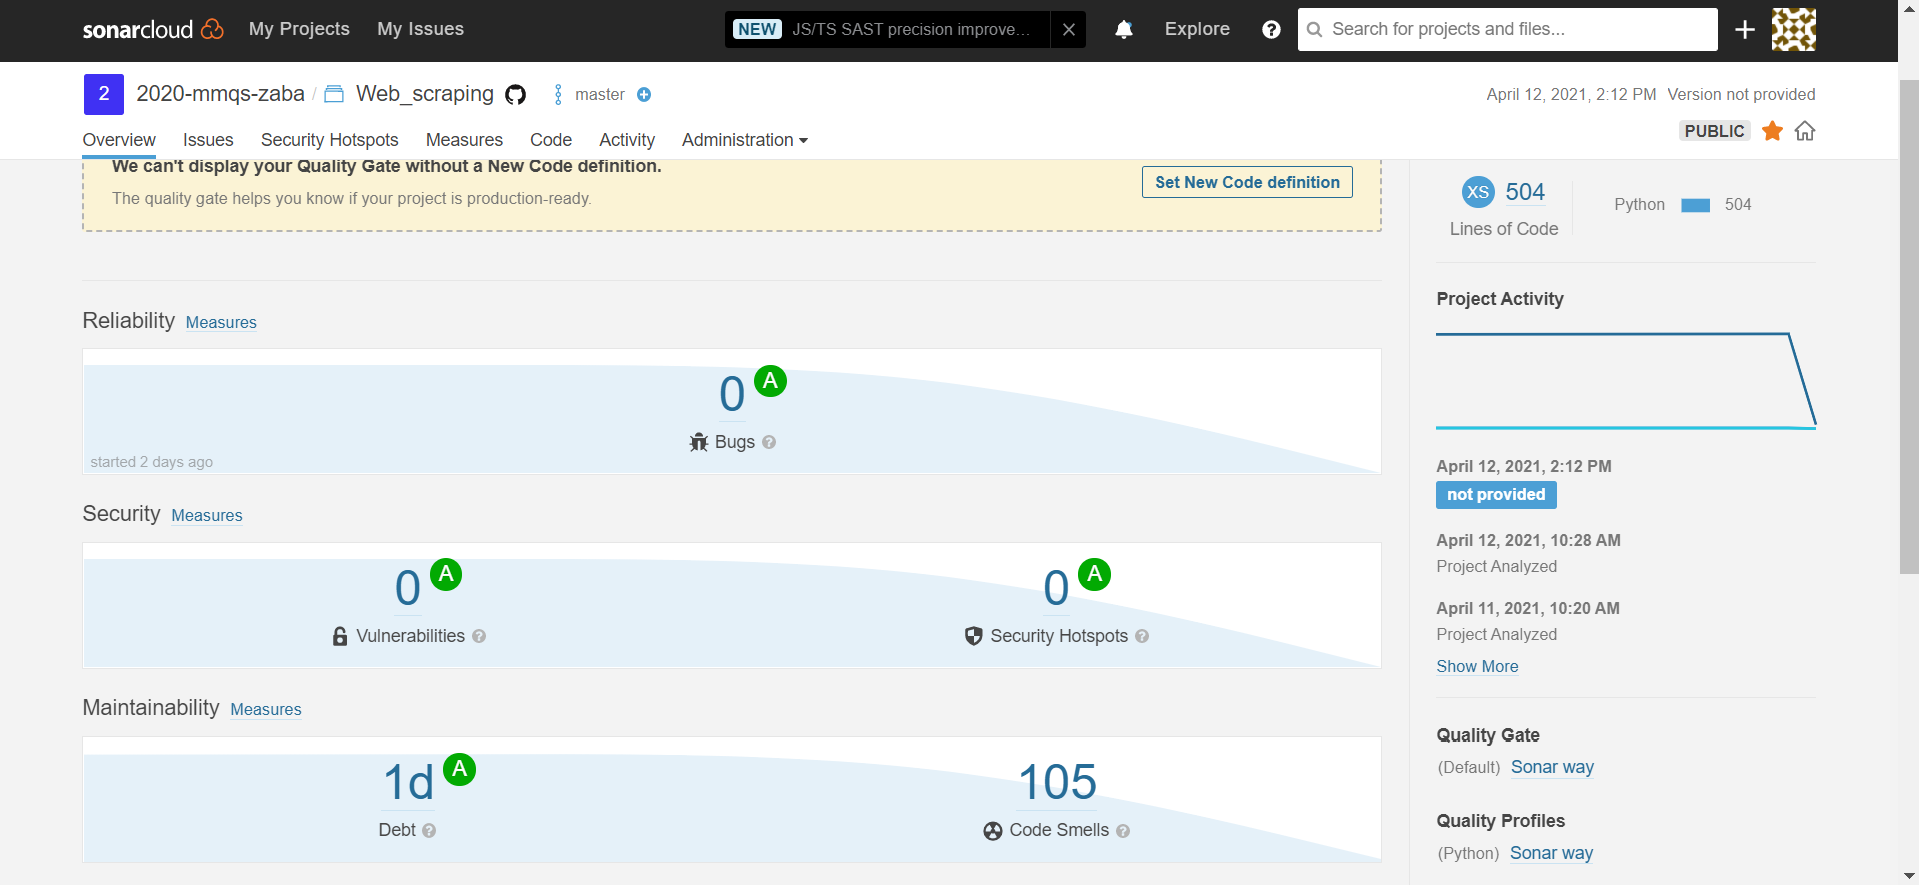 sonarcloud My Projects My Issues NEW JS/TS SAST precision improve... Explore Search for projects and files...
2 2020-mmqs-zaba / Web_scraping master April 12, 2021, 2:12 PM Version not provided
PUBLIC
Overview Issues Security Hotspots Measures Code Activity Administration
We can't display your Quality Gate without a New Code definition.
The quality gate helps you know if your project is production-ready.
Set New Code definition
Reliability Measures
0 A
Bugs ?
started 2 days ago
Security Measures
0 A
Vulnerabilities ?
0 A
Security Hotspots ?
Maintainability Measures
1d A
Debt ?
105
Code Smells ?
XS 504
Lines of Code
Python 504
Project Activity
April 12, 2021, 2:12 PM
not provided
April 12, 2021, 10:28 AM
Project Analyzed
April 11, 2021, 10:20 AM
Project Analyzed
Show More
Quality Gate
(Default) Sonar way
Quality Profiles
(Python) Sonar way